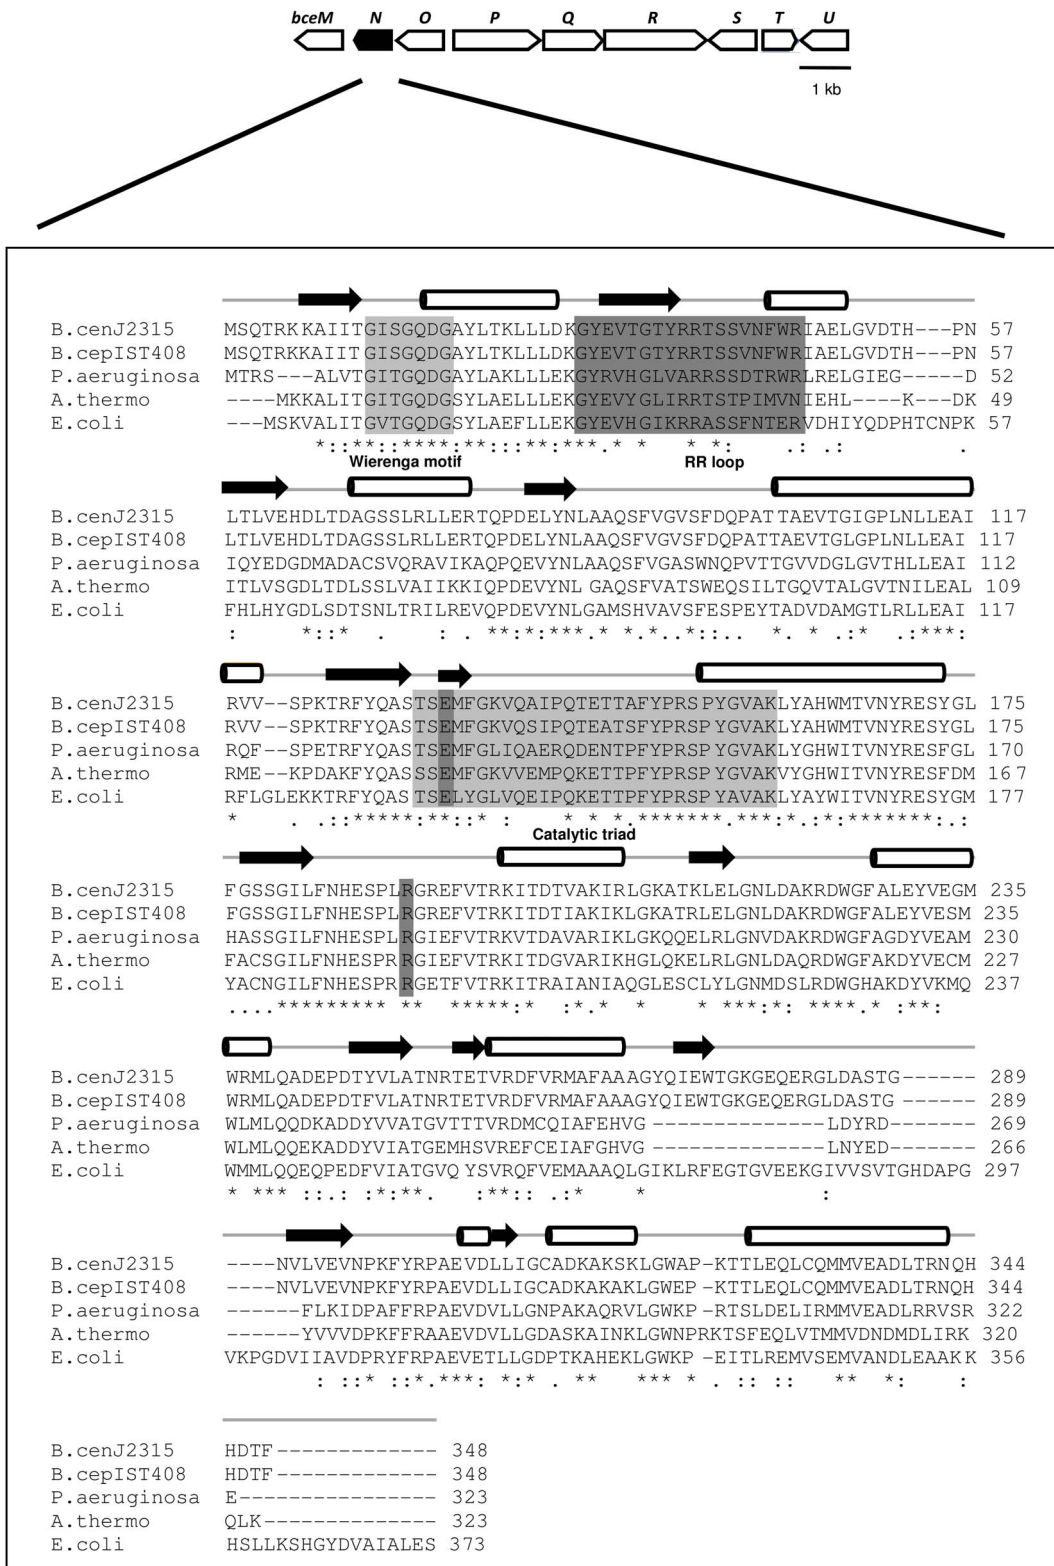 bceM N O P Q R S T U
1 kb
B.cenJ2315 MSQTRKKAIITGISGQDGAYLTKLLLDKGYEVTGTYRRTSSVNFWRIAELGVDTH---PN 57
B.cepIST408 MSQTRKKAIITGISGQDGAYLTKLLLDKGYEVTGTYRRTSSVNFWRIAELGVDTH---PN 57
P.aeruginosa MTRS---ALVTGITGQDGAYLAKLLLEKGYRVHGLVARRSSDTRWRLRELGIEG-----D 52
A.thermo ----MKKALITGITGQDGSYLAELLLEKGYEVYGLIRRTSTPIMVNIEHL----K---DK 49
E.coli ---MSKVALITGVTGQDGSYLAEFLLEKGYEVHGIKRRASSFNTERVDHIYQDPHTCNPK 57
*::**::****:**:::**:***.* * * *: .: .: .
Wierenga motif RR loop
B.cenJ2315 LTLVEHDLTDAGSSLRLLERTQPDELYNLAAQSFVGVSFDQPATTAEVTGIGPLNLLEAI 117
B.cepIST408 LTLVEHDLTDAGSSLRLLERTQPDELYNLAAQSFVGVSFDQPATTAEVTGLGPLNLLEAI 117
P.aeruginosa IQYEDGDMADACSVQRAVIKAQPQEVYNLAAQSFVGASWNQPVTTGVVDGLGVTHLLEAI 112
A.thermo ITLVSGDLTDLSSLVAIIKKIQPDEVYNLGAQSFVATSWEQSILTGQVTALGVTNILEAL 109
E.coli FHLHYGDLSDTSNLTRILREVQPDEVYNLGAMSHVAVSFESPEYTADVDAMGTLRLLEAI 117
: *::* . : . **:*:***.* *.**.*::.. *. * .:* .:***:
B.cenJ2315 RVV--SPKTRFYQASTSEMFGKVQAIPQTETTAFYPRSPYGVAKLYAHWMTVNYRESYGL 175
B.cepIST408 RVV--SPKTRFYQASTSEMFGKVQSIPQTEATSFYPRSPYGVAKLYAHWMTVNYRESYGL 175
P.aeruginosa RQF--SPETRFYQASTSEMFGLIQAERQDENTPFYPRSPYGVAKLYGHWITVNYRESFGL 170
A.thermo RME--KPDAKFYQASSSEMFGKVVEMPQKETTPFYPRSPYGVAKVYGHWITVNYRESFDM 167
E.coli RFLGLEKKTRFYQASTSELYGLVQEIPQKETTPFYPRSPYAVAKLYAYWITVNYRESYGM 177
* . .::*****:**::* : * * *.*******.***:*.:*:*******:.:
Catalytic triad
B.cenJ2315 FGSSGILFNHESPLRGREFVTRKITDTVAKIRLGKATKLELGNLDAKRDWGFALEYVEGM 235
B.cepIST408 FGSSGILFNHESPLRGREFVTRKITDTIAKIKLGKATRLELGNLDAKRDWGFALEYVESM 235
P.aeruginosa HASSGILFNHESPLRGIEFVTRKVTDAVARIKLGKQQELRLGNVDAKRDWGFAGDYVEAM 230
A.thermo FACSGILFNHESPRRGIEFVTRKITDGVARIKHGLQKELRLGNLDAQRDWGFAKDYVECM 227
E.coli YACNGILFNHESPRRGETFVTRKITRAIANIAQGLESCLYLGNMDSLRDWGHAKDYVKMQ 237
....********* ** ******:* :*.* * * ***:*: ****.* :**:
B.cenJ2315 WRMLQADEPDTYVLATNRTETVRDFVRMAFAAAGYQIEWTGKGEQERGLDASTG------ 289
B.cepIST408 WRMLQADEPDTFVLATNRTETVRDFVRMAFAAAGYQIEWTGKGEQERGLDASTG------ 289
P.aeruginosa WLMLQQDKADDYVVATGVTTTVRDMCQIAFEHVG--------------LDYRD------- 269
A.thermo WLMLQQEKADDYVIATGEMHSVREFCEIAFGHVG--------------LNYED------- 266
E.coli WMMLQQEQPEDFVIATGVQYSVRQFVEMAAAQLGIKLRFEGTGVEEKGIVVSVTGHDAPG 297
* *** ::.: :*:**. :**:: .:* * :
B.cenJ2315 ----NVLVEVNPKFYRPAEVDLLIGCADKAKSKLGWAP-KTTLEQLCQMMVEADLTRNQH 344
B.cepIST408 ----NVLVEVNPKFYRPAEVDLLIGCADKAKAKLGWEP-KTTLEQLCQMMVEADLTRNQH 344
P.aeruginosa ------FLKIDPAFFRPAEVDVLLGNPAKAQRVLGWKP-RTSLDELIRMMVEADLRRVSR 322
A.thermo ------YVVVDPKFFRAAEVDVLLGDASKAINKLGWNPRKTSFEQLVTMMVDNDMDLIRK 320
E.coli VKPGDVIIAVDPRYFRPAEVETLLGDPTKAHEKLGWKP-EITLREMVSEMVANDLEAAKK 356
: ::* ::*.***: *:* . ** *** * . :: :: ** *: :
B.cenJ2315 HDTF------------- 348
B.cepIST408 HDTF------------- 348
P.aeruginosa E---------------- 323
A.thermo QLK-------------- 323
E.coli HSLLKSHGYDVAIALES 373